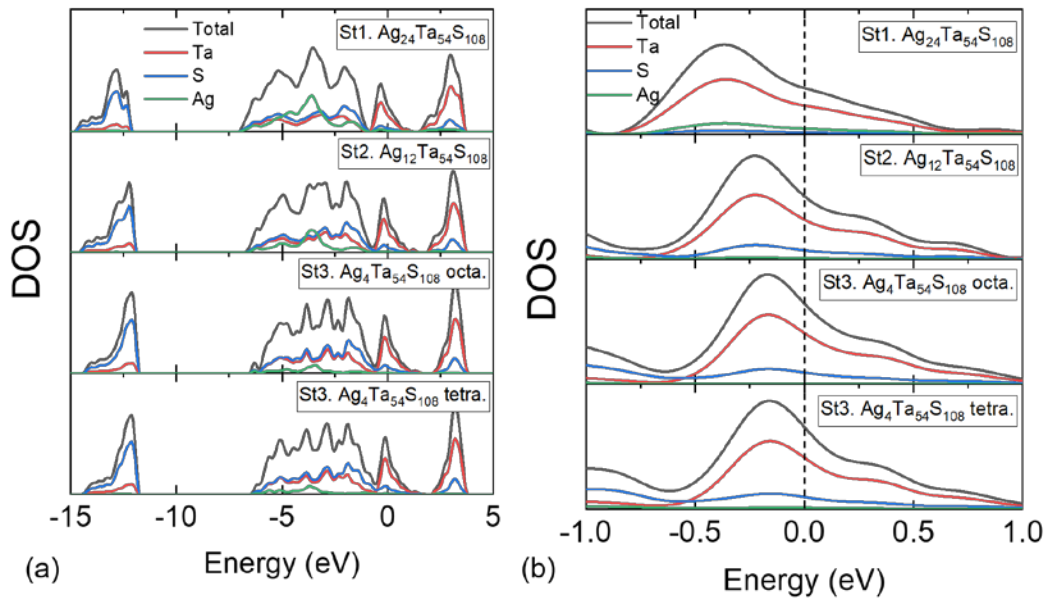 Total
Ta
S
Ag
St1. Ag₂₄Ta₅₄S₁₀₈
St2. Ag₁₂Ta₅₄S₁₀₈
St3. Ag₄Ta₅₄S₁₀₈ octa.
St3. Ag₄Ta₅₄S₁₀₈ tetra.
DOS
-15
-10
-5
0
5
Energy (eV)
(a)
Total
Ta
S
Ag
St1. Ag₂₄Ta₅₄S₁₀₈
St2. Ag₁₂Ta₅₄S₁₀₈
St3. Ag₄Ta₅₄S₁₀₈ octa.
St3. Ag₄Ta₅₄S₁₀₈ tetra.
DOS
-1.0
-0.5
0.0
0.5
1.0
Energy (eV)
(b)